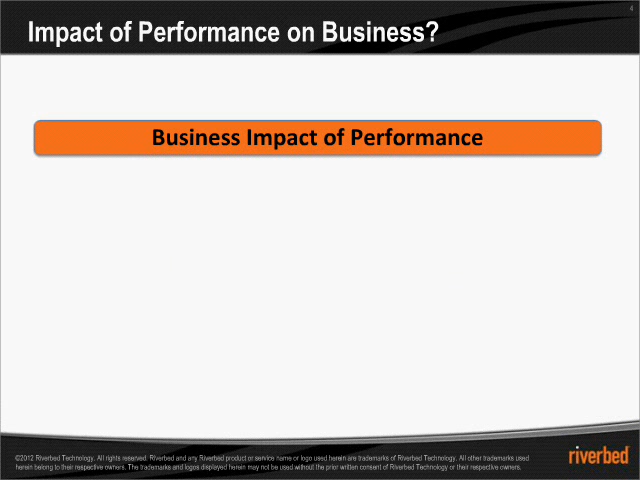 4
Impact of Performance on Business?
Business Impact of Performance
©2012 Riverbed Technology. All rights reserved. Riverbed and any Riverbed product or service name or logo used herein are trademarks of Riverbed Technology. All other trademarks used
herein belong to their respective owners. The trademarks and logos displayed herein may not be used without the prior written consent of Riverbed Technology or their respective owners.
riverbed